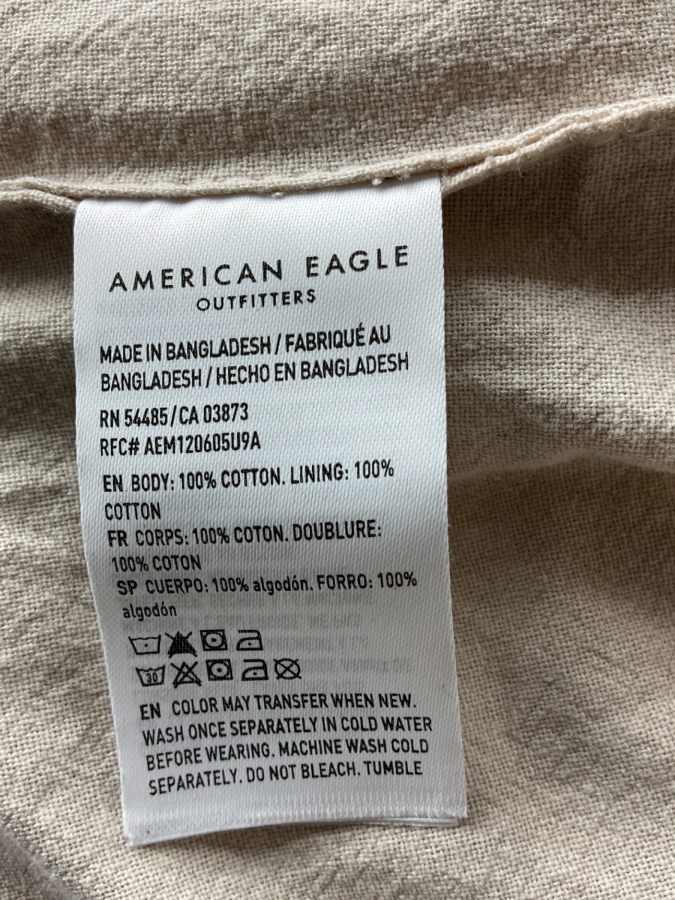 AMERICAN EAGLE
OUTFITTERS
MADE IN BANGLADESH / FABRIQUÉ AU
BANGLADESH / HECHO EN BANGLADESH
RN 54485/CA 03873
RFC# AEM120605U9A
EN BODY: 100% COTTON. LINING: 100%
COTTON
FR CORPS: 100% COTON. DOUBLURE:
100% COTON
SP CUERPO: 100% algodón. FORRO: 100%
algodón
30
EN COLOR MAY TRANSFER WHEN NEW.
WASH ONCE SEPARATELY IN COLD WATER
BEFORE WEARING. MACHINE WASH COLD
SEPARATELY. DO NOT BLEACH. TUMBLE